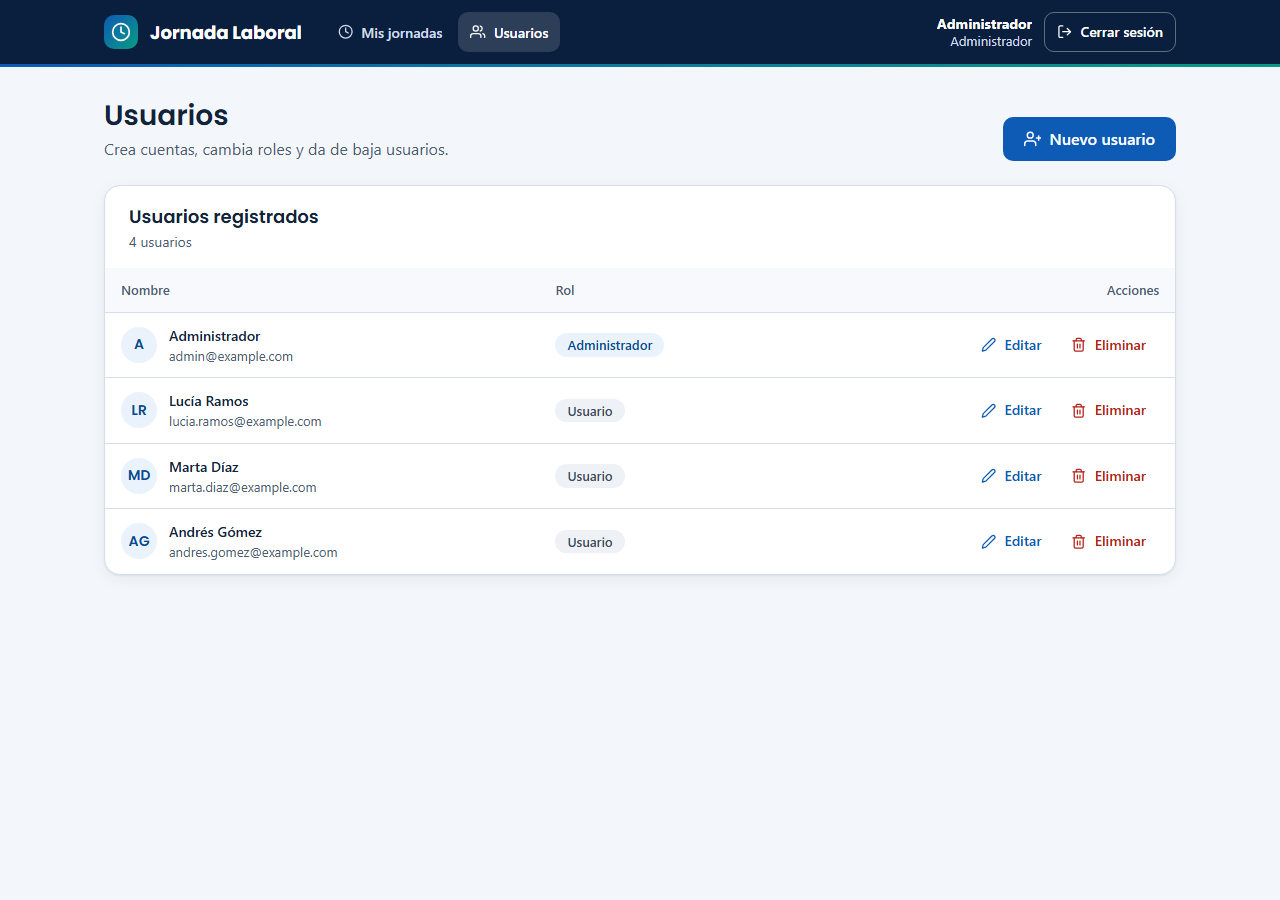 Jornada Laboral
Mis jornadas
Usuarios
Administrador
Administrador
Cerrar sesión
Usuarios
Crea cuentas, cambia roles y da de baja usuarios.
Nuevo usuario
Usuarios registrados
4 usuarios
Nombre Rol Acciones
A Administrador
admin@example.com
Administrador
Editar Eliminar
LR Lucía Ramos
lucia.ramos@example.com
Usuario
Editar Eliminar
MD Marta Díaz
marta.diaz@example.com
Usuario
Editar Eliminar
AG Andrés Gómez
andres.gomez@example.com
Usuario
Editar Eliminar